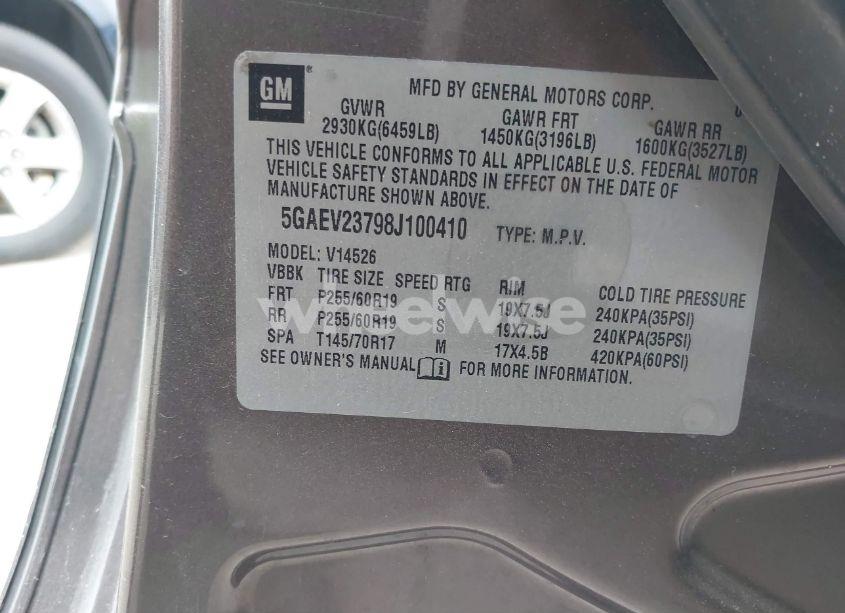 GM
MFD BY GENERAL MOTORS CORP.
GVWR GAWR FRT GAWR RR
2930KG(6459LB) 1450KG(3196LB) 1600KG(3527LB)
THIS VEHICLE CONFORMS TO ALL APPLICABLE U.S. FEDERAL MOTOR
VEHICLE SAFETY STANDARDS IN EFFECT ON THE DATE OF
MANUFACTURE SHOWN ABOVE.
5GAEV23798J100410 TYPE: M.P.V.
MODEL: V14526
VBBK TIRE SIZE SPEED RTG RIM COLD TIRE PRESSURE
FRT P255/60R19 S 19X7.5J 240KPA(35PSI)
RR P255/60R19 S 19X7.5J 240KPA(35PSI)
SPA T145/70R17 M 17X4.5B 420KPA(60PSI)
SEE OWNER'S MANUAL FOR MORE INFORMATION.